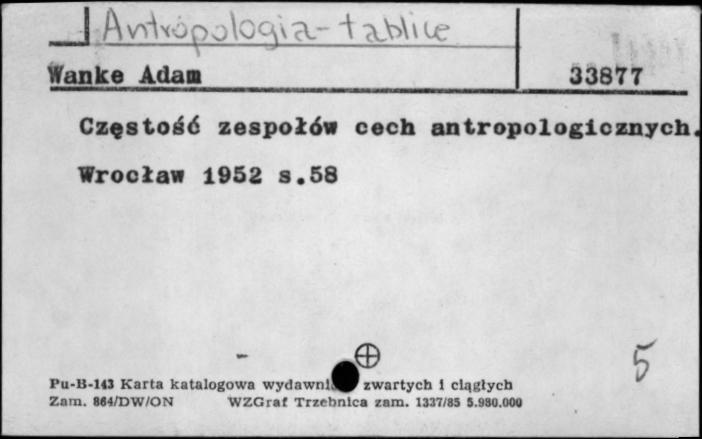 Antropologia - tablice
Wanke Adam 33877
Częstość zespołów cech antropologicznych.
Wrocław 1952 s.58
5
Pu-B-143 Karta katalogowa zwartych i ciągłych
Zam. 864/DW/ON WZGraf Trzebnica zam. 1337/85 5.980.000